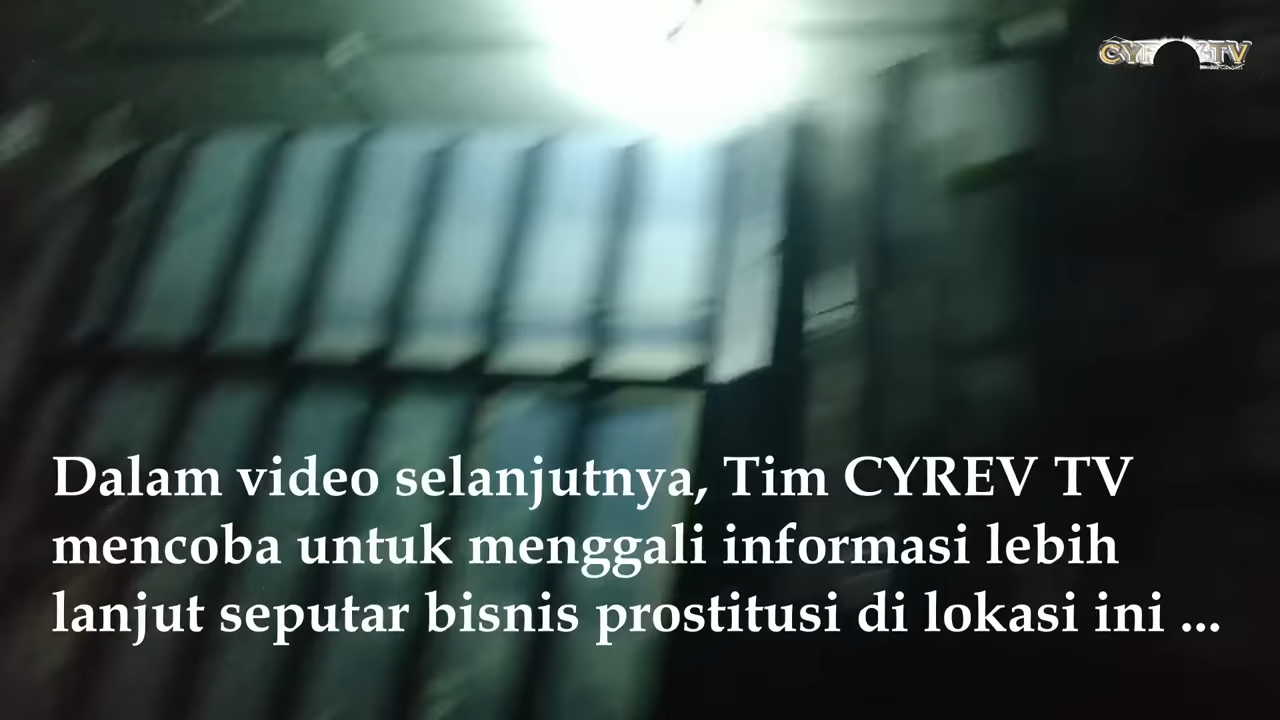 Dalam video selanjutnya, Tim CYREV TV
mencoba untuk menggali informasi lebih
lanjut seputar bisnis prostitusi di lokasi ini ...